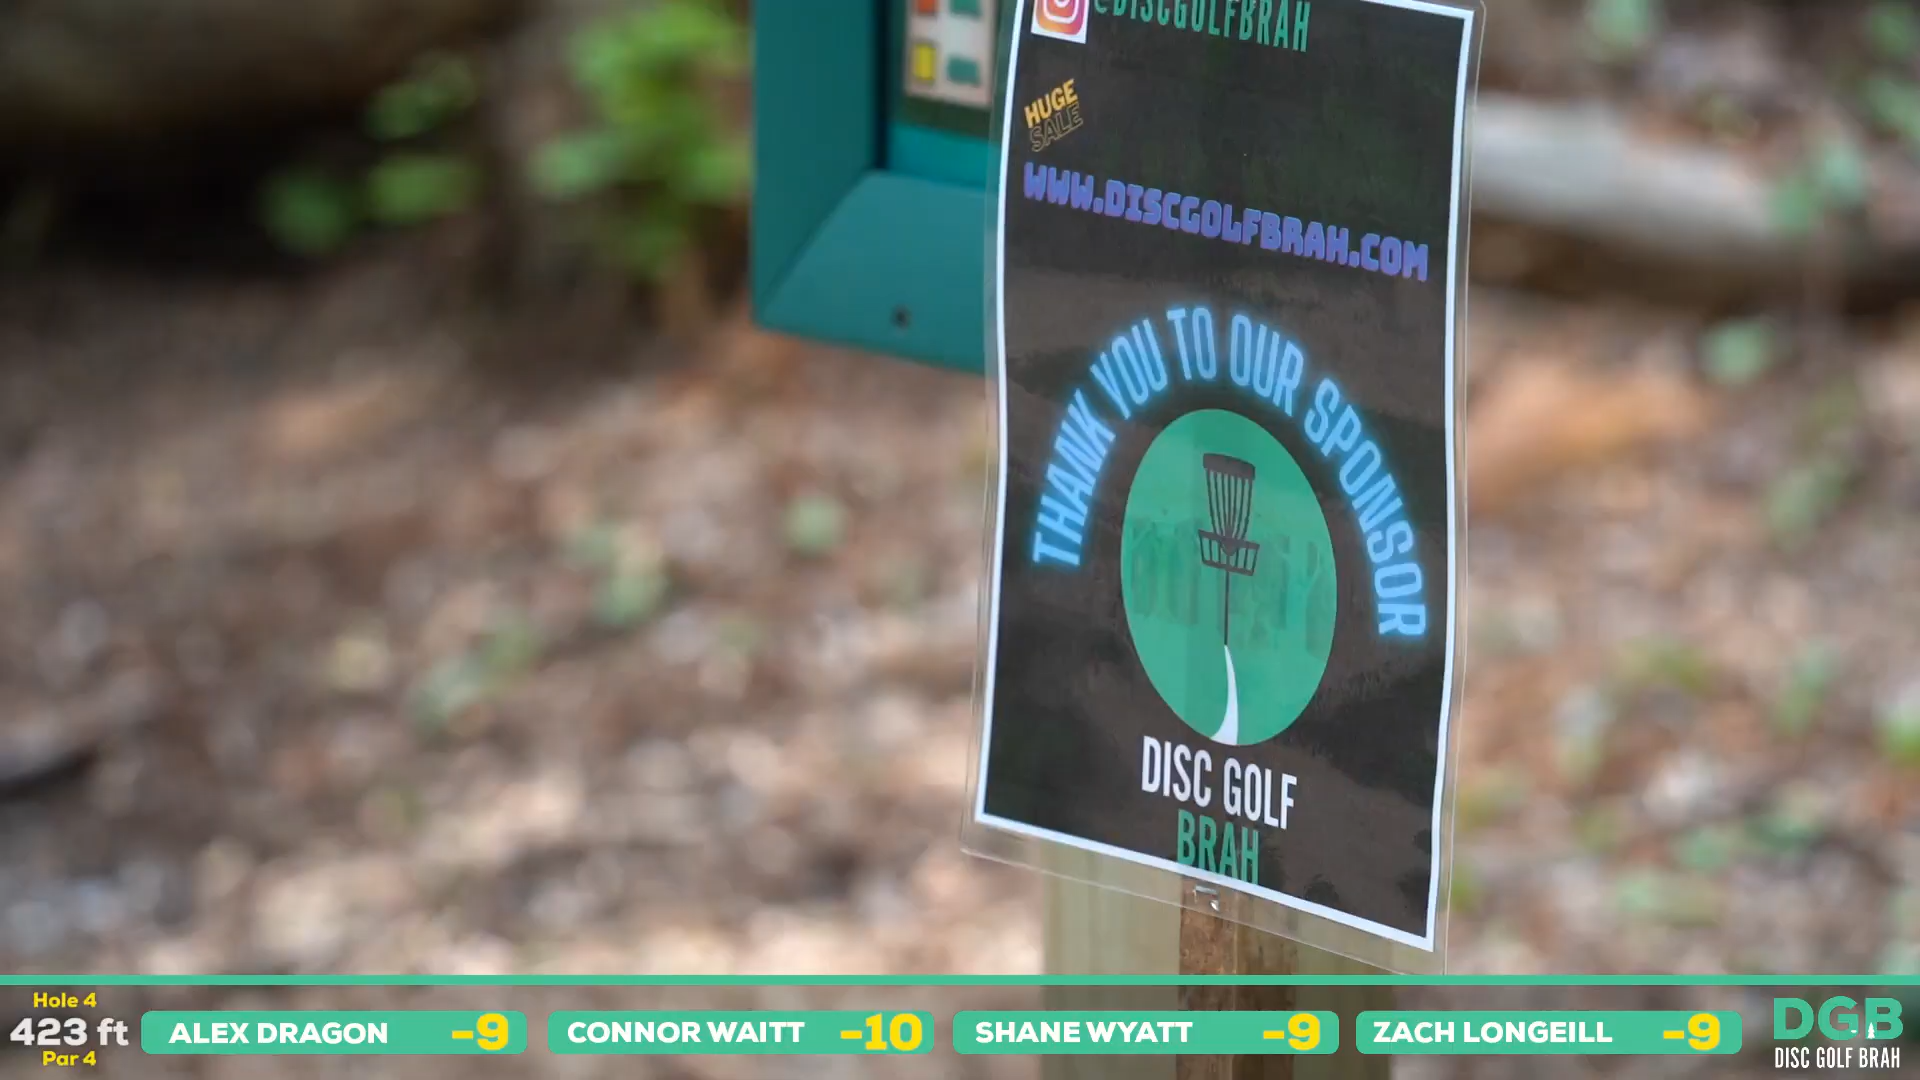 @DISCGOLFBRAH
HUGE
SALE
WWW.DISCGOLFBRAH.COM
THANK YOU TO OUR SPONSOR
DISC GOLF
BRAH
Hole 4
423 ft
Par 4
ALEX DRAGON -9
CONNOR WAITT -10
SHANE WYATT -9
ZACH LONGEILL -9
DGB
DISC GOLF BRAH